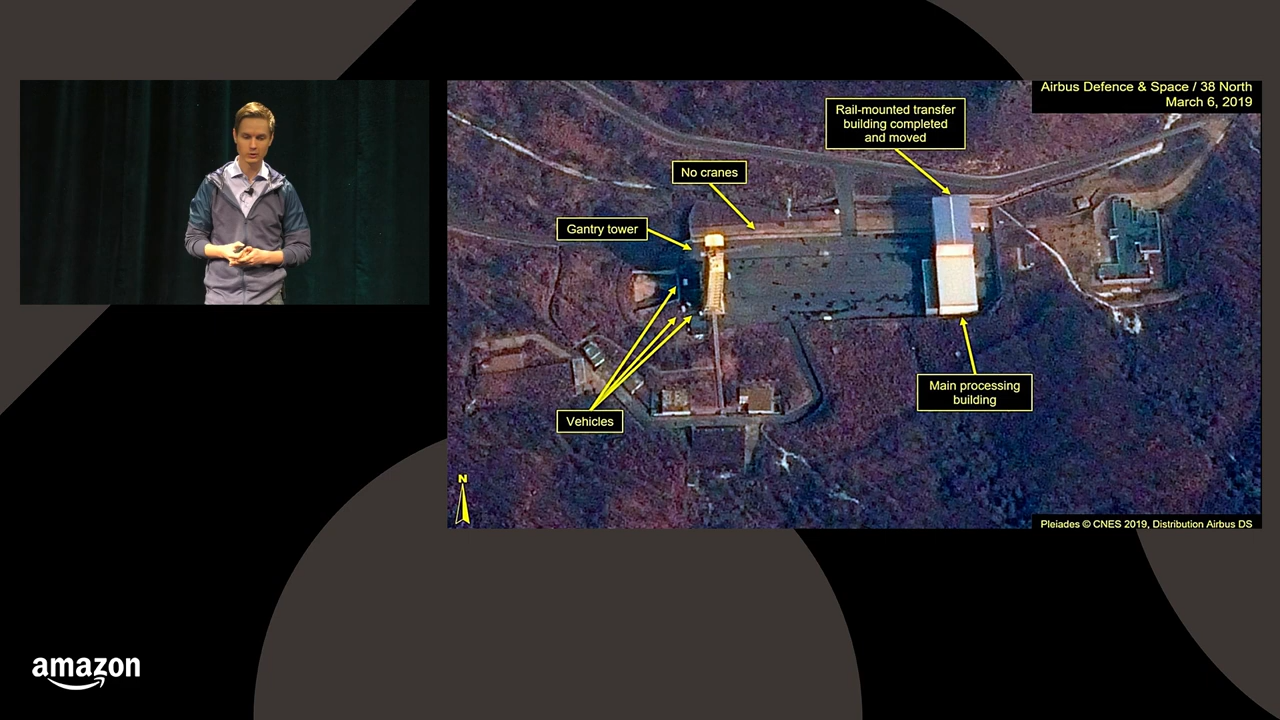 Airbus Defence & Space / 38 North
March 6, 2019
Rail-mounted transfer
building completed
and moved
No cranes
Gantry tower
Main processing
building
Vehicles
N
Pleiades © CNES 2019, Distribution Airbus DS
amazon